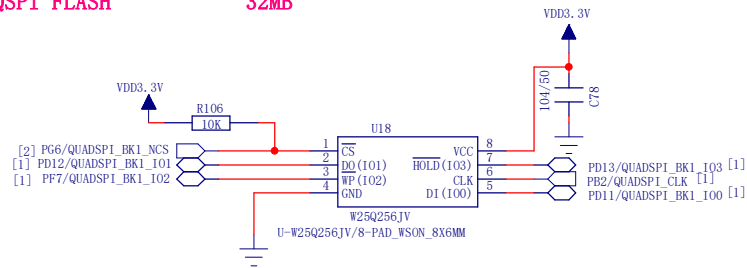 QSPI FLASH 32MB
VDD3.3V
VDD3.3V
R106
10K
104/50
C78
U18
[2] PG6/QUADSPI_BK1_NCS 1 CS VCC 8
[1] PD12/QUADSPI_BK1_IO1 2 DO(IO1) HOLD(IO3) 7 PD13/QUADSPI_BK1_IO3 [1]
[1] PF7/QUADSPI_BK1_IO2 3 WP(IO2) CLK 6 PB2/QUADSPI_CLK [1]
4 GND DI(IO0) 5 PD11/QUADSPI_BK1_IO0 [1]
W25Q256JV
U-W25Q256JV/8-PAD_WSON_8X6MM